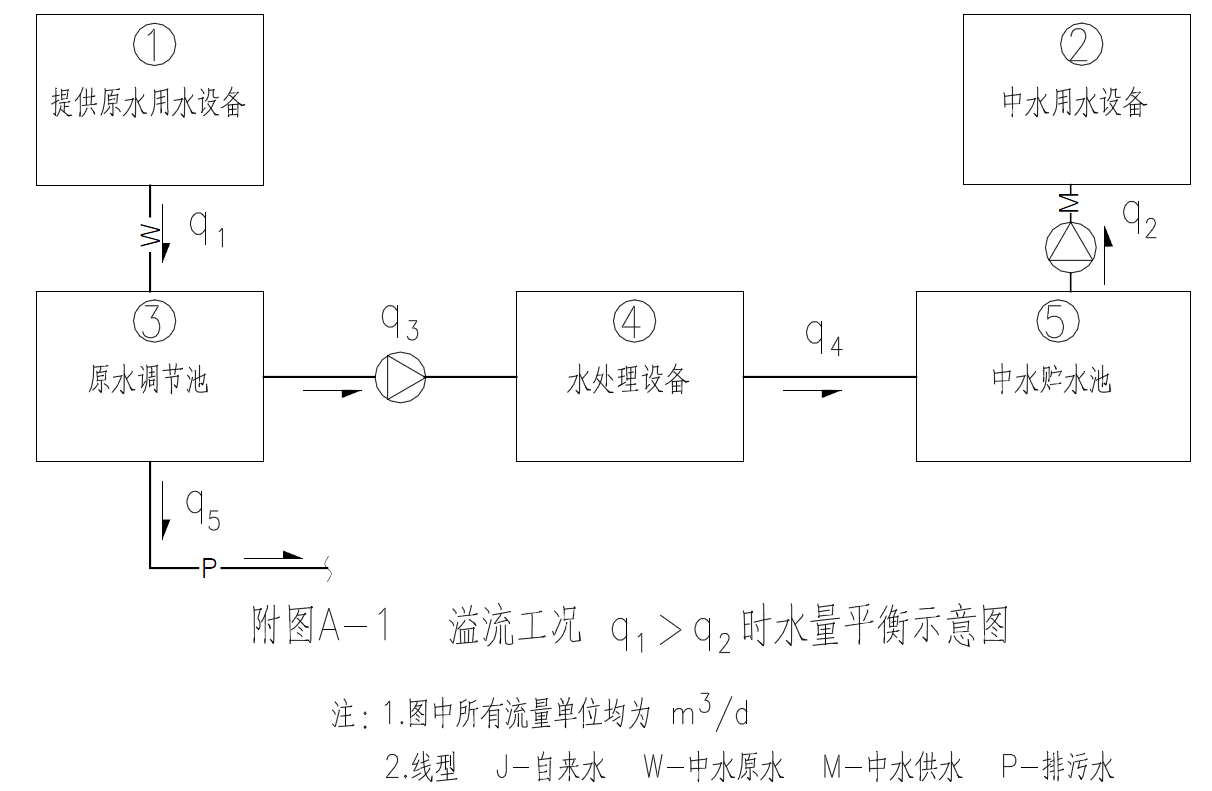 ① ②
提供原水用水设备 中水用水设备
W q₁ M q₂
③ ④ ⑤
q₃ q₄
原水调节池 水处理设备 中水贮水池
q₅
P
附图A-1 溢流工况 q₁＞q₂时水量平衡示意图
注：1.图中所有流量单位均为 m³/d
2.线型 J-自来水 W-中水原水 M-中水供水 P-排污水